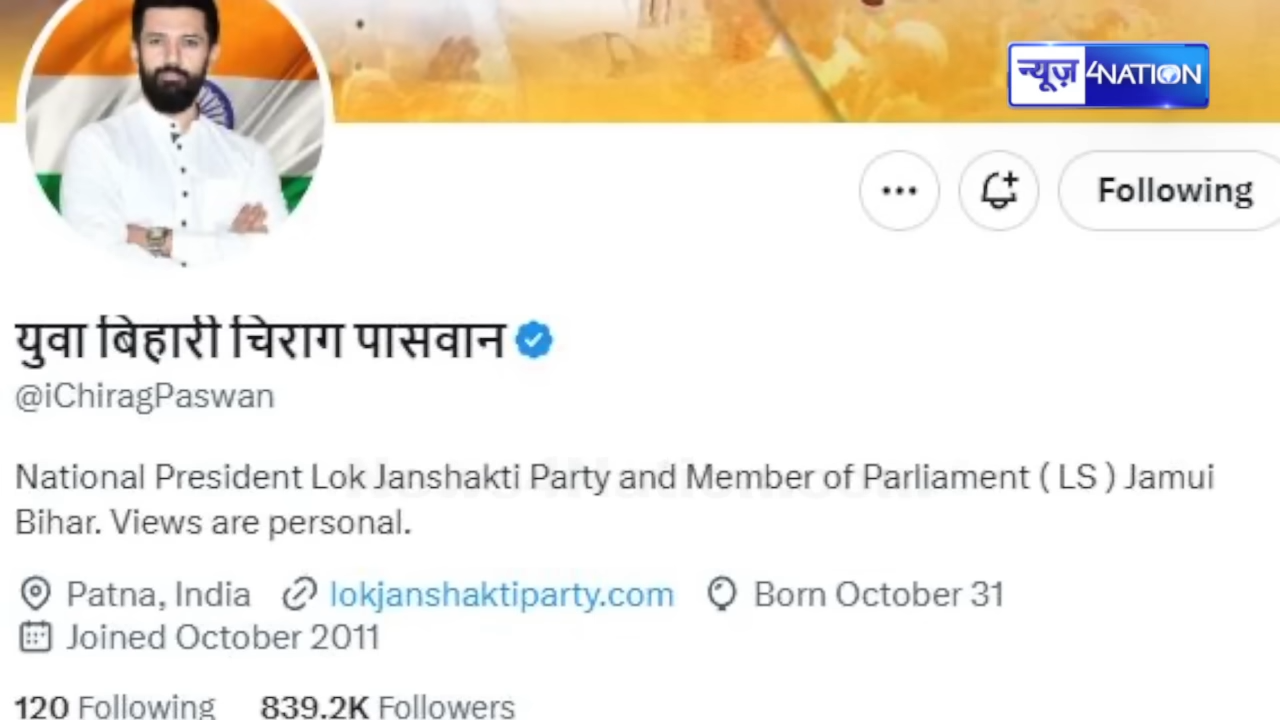 न्यूज़ 4NATION
Following
युवा बिहारी चिराग पासवान
@iChiragPaswan
National President Lok Janshakti Party and Member of Parliament ( LS ) Jamui
Bihar. Views are personal.
Patna, India lokjanshaktiparty.com Born October 31
Joined October 2011
120 Following 839.2K Followers